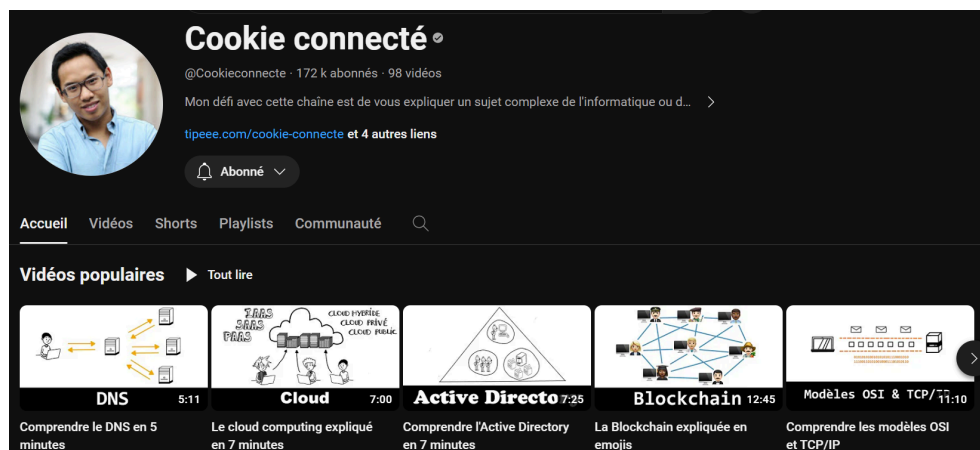 Cookie connecté
@Cookieconnecte · 172 k abonnés · 98 vidéos
Mon défi avec cette chaîne est de vous expliquer un sujet complexe de l'informatique ou d...
tipeee.com/cookie-connecte et 4 autres liens
Abonné
Accueil Vidéos Shorts Playlists Communauté
Vidéos populaires Tout lire
IAAS
SAAS
PAAS
CLOUD HYBRIDE
CLOUD PRIVÉ
CLOUD PUBLIC
DNS 5:11
Cloud 7:00
Active Directo 7:25
Blockchain 12:45
Modèles OSI & TCP/ 11:10
Comprendre le DNS en 5
minutes
Le cloud computing expliqué
en 7 minutes
Comprendre l'Active Directory
en 7 minutes
La Blockchain expliquée en
emojis
Comprendre les modèles OSI
et TCP/IP